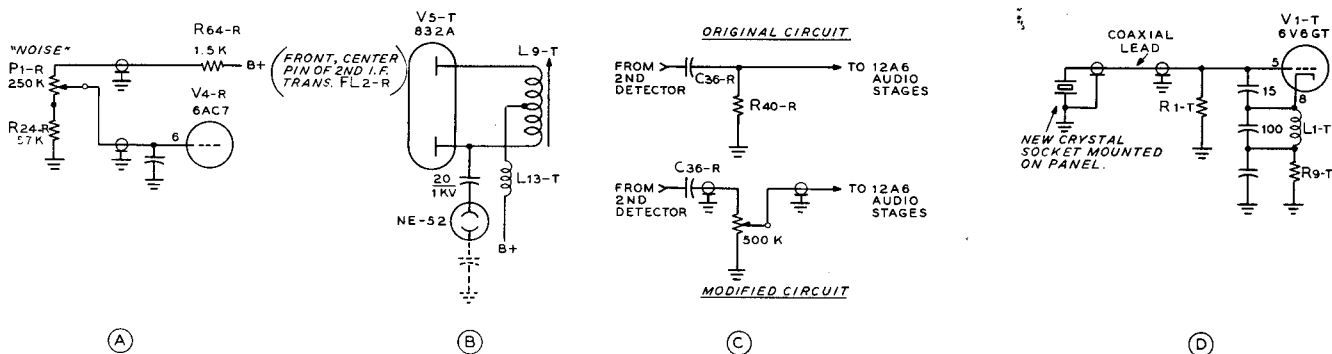 "NOISE"
P1-R
250 K
R64-R
1.5 K
B+
V4-R
6AC7
6
R24-R
57K
(FRONT, CENTER
PIN OF 2ND I.F.
TRANS. FL2-R)
A
V5-T
832A
L9-T
20
1KV
L13-T
NE-52
B+
B
ORIGINAL CIRCUIT
FROM
2ND
DETECTOR
C36-R
R40-R
TO 12A6
AUDIO
STAGES
C36-R
FROM
2ND
DETECTOR
500 K
TO 12A6
AUDIO
STAGES
MODIFIED CIRCUIT
C
COAXIAL
LEAD
V1-T
6V6GT
5
8
15
R1-T
100
L1-T
R9-T
NEW CRYSTAL
SOCKET MOUNTED
ON PANEL.
D